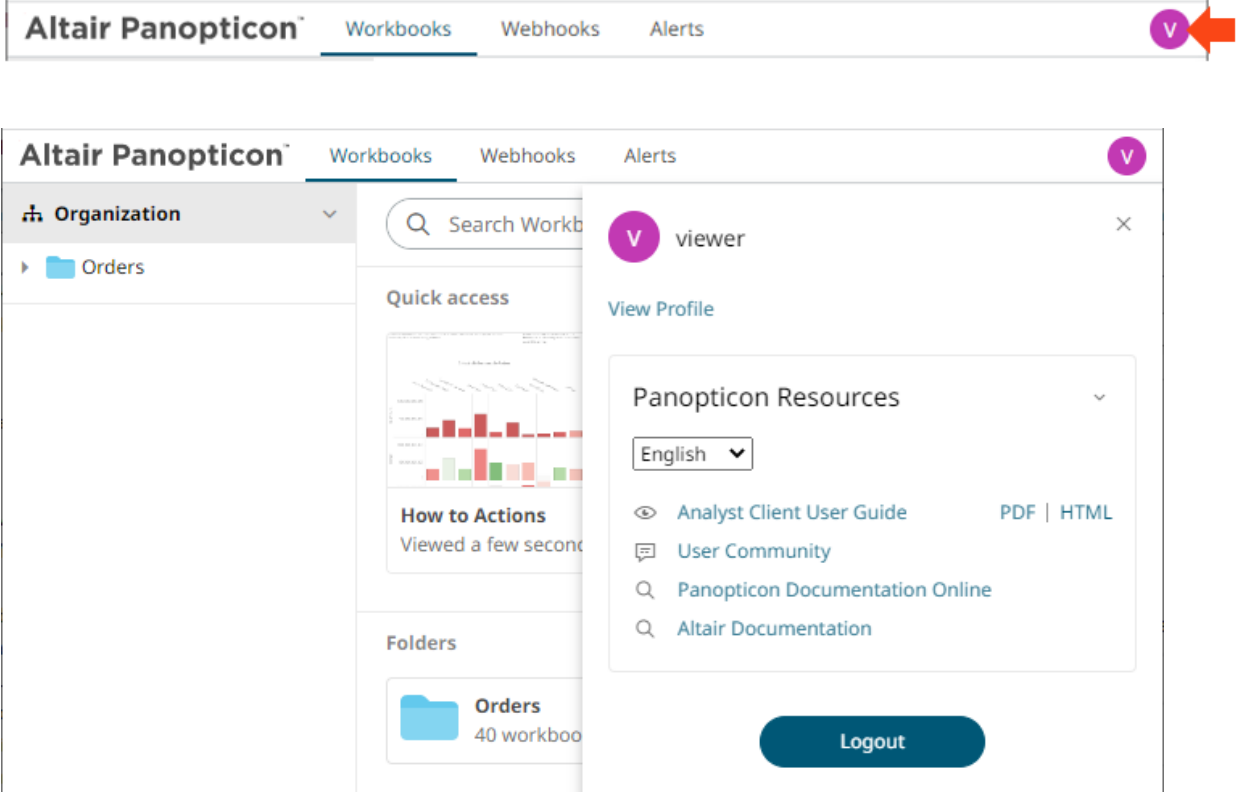 Altair Panopticon™ Workbooks Webhooks Alerts V
Altair Panopticon™ Workbooks Webhooks Alerts V
Organization
Orders
Search Workb
Quick access
How to Actions
Viewed a few second
Folders
Orders
40 workboo
V viewer
View Profile
Panopticon Resources
English
Analyst Client User Guide PDF | HTML
User Community
Panopticon Documentation Online
Altair Documentation
Logout